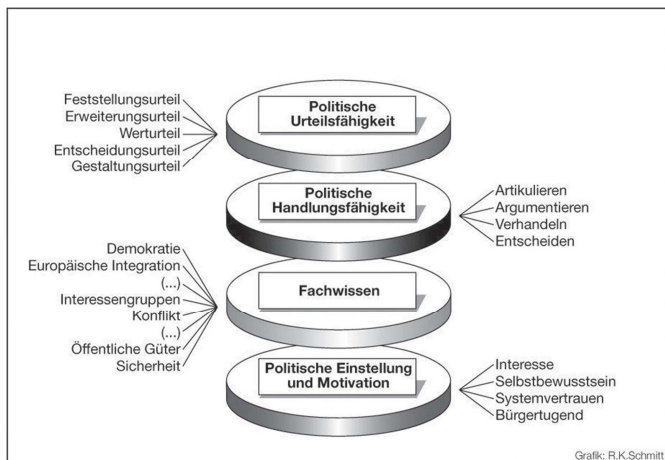 Feststellungsurteil
Erweiterungsurteil
Werturteil
Entscheidungsurteil
Gestaltungsurteil
Politische
Urteilsfähigkeit
Politische
Handlungsfähigkeit
Artikulieren
Argumentieren
Verhandeln
Entscheiden
Demokratie
Europäische Integration
(...)
Interessengruppen
Konflikt
(...)
Öffentliche Güter
Sicherheit
Fachwissen
Politische Einstellung
und Motivation
Interesse
Selbstbewusstsein
Systemvertrauen
Bürgertugend
Grafik: R.K.Schmitt